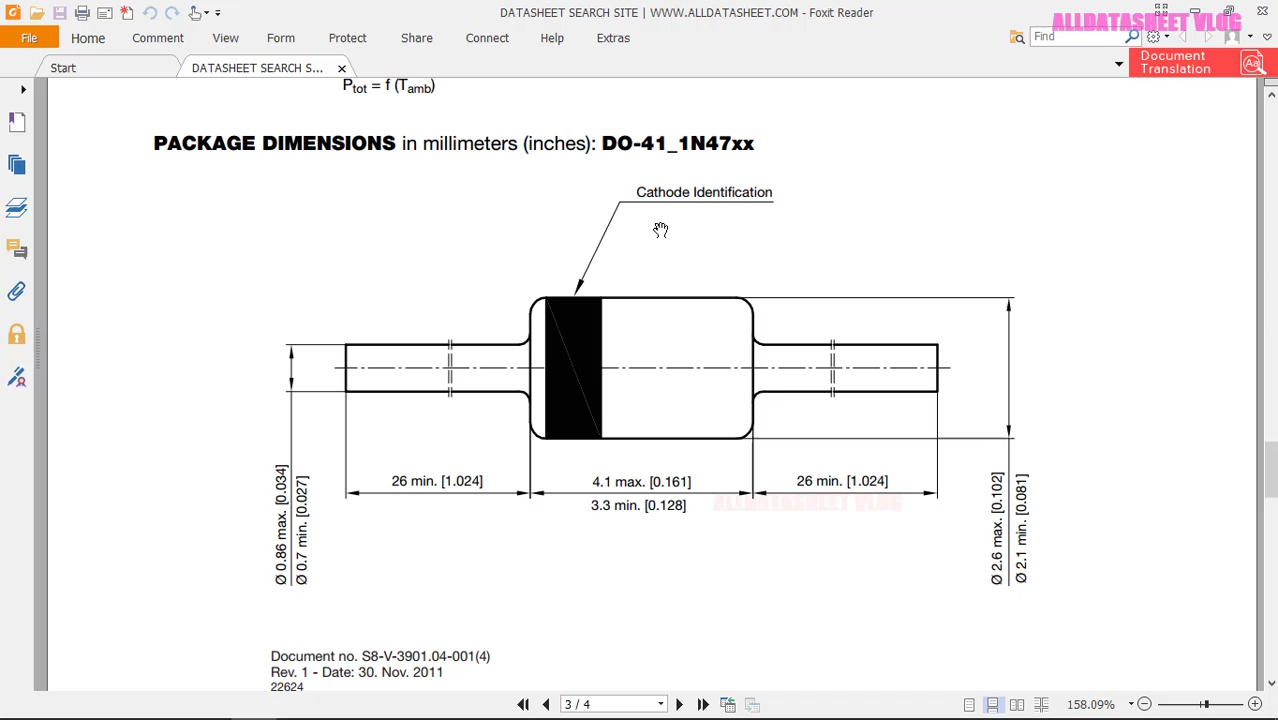 DATASHEET SEARCH SITE | WWW.ALLDATASHEET.COM - Foxit Reader
ALLDATASHEET VLOG
File Home Comment View Form Protect Share Connect Help Extras
Find
Start
DATASHEET SEARCH S...
Document
Translation
Aa
Ptot = f (Tamb)
PACKAGE DIMENSIONS in millimeters (inches): DO-41_1N47xx
Cathode Identification
26 min. [1.024]
4.1 max. [0.161]
26 min. [1.024]
3.3 min. [0.128]
ALLDATASHEET VLOG
Ø 0.86 max. [0.034]
Ø 0.7 min. [0.027]
Ø 2.6 max. [0.102]
Ø 2.1 min. [0.081]
Document no. S8-V-3901.04-001(4)
Rev. 1 - Date: 30. Nov. 2011
22624
3 / 4
158.09%